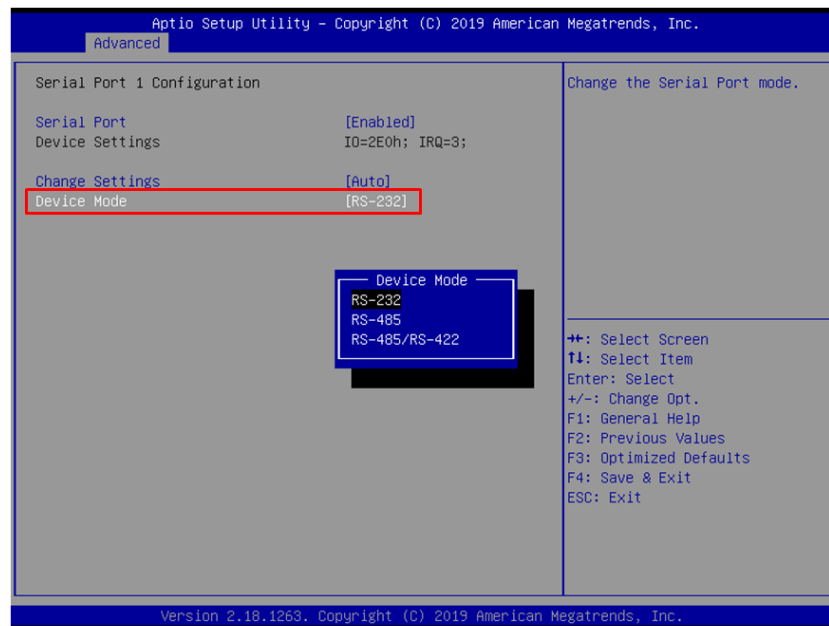 Aptio Setup Utility – Copyright (C) 2019 American Megatrends, Inc.
Advanced
Serial Port 1 Configuration
Serial Port [Enabled]
Device Settings IO=2E0h; IRQ=3;
Change Settings [Auto]
Device Mode [RS-232]
Device Mode
RS-232
RS-485
RS-485/RS-422
Change the Serial Port mode.
→←: Select Screen
↑↓: Select Item
Enter: Select
+/-: Change Opt.
F1: General Help
F2: Previous Values
F3: Optimized Defaults
F4: Save & Exit
ESC: Exit
Version 2.18.1263. Copyright (C) 2019 American Megatrends, Inc.